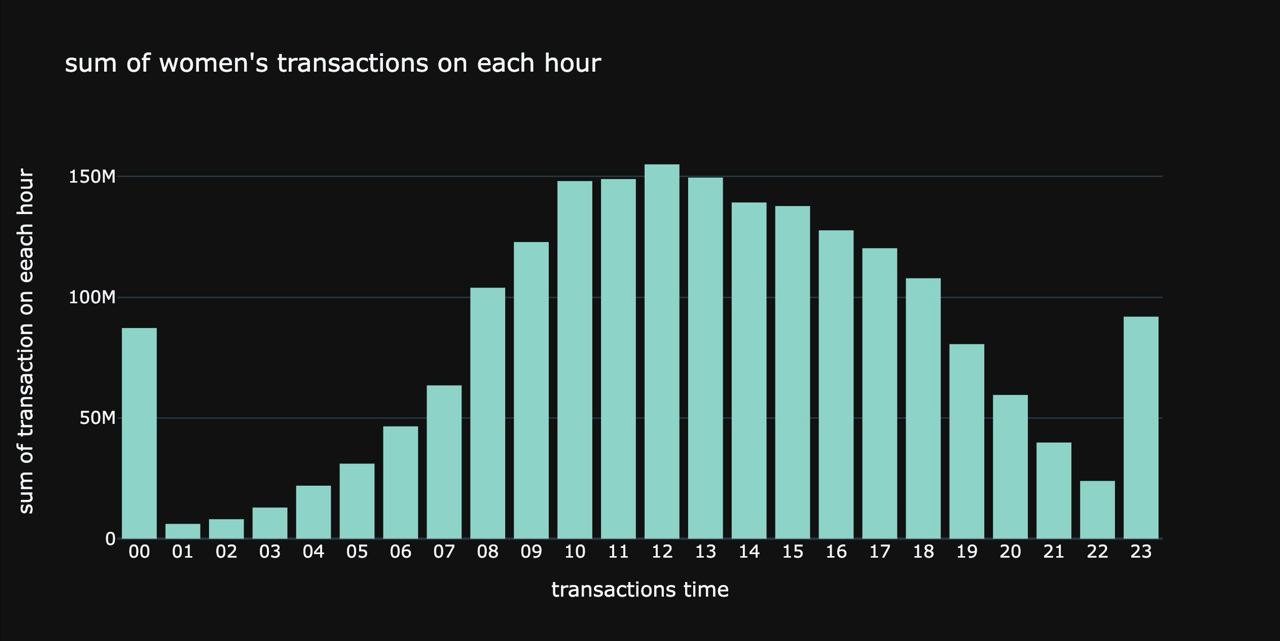 sum of women's transactions on each hour
sum of transaction on eeach hour
150M
100M
50M
0
00 01 02 03 04 05 06 07 08 09 10 11 12 13 14 15 16 17 18 19 20 21 22 23
transactions time